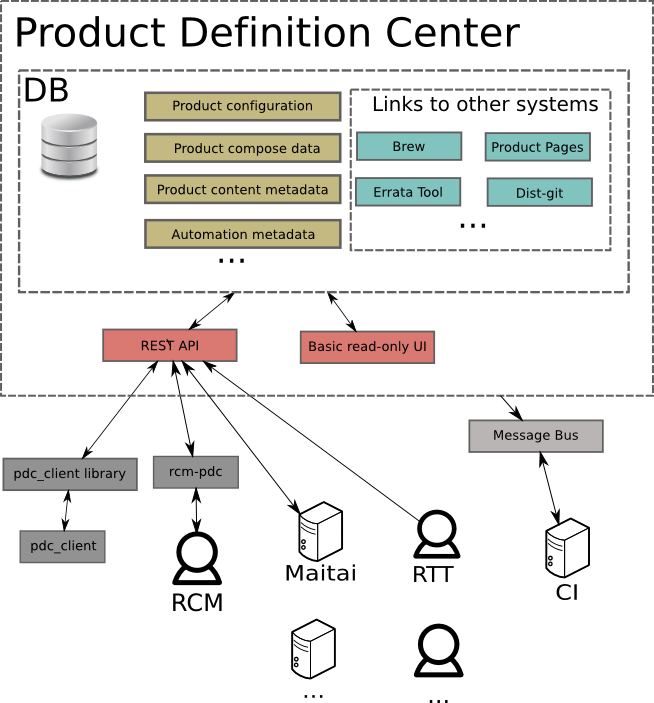 Product Definition Center
DB
Product configuration
Product compose data
Product content metadata
Automation metadata
...
Links to other systems
Brew
Product Pages
Errata Tool
Dist-git
...
REST API
Basic read-only UI
Message Bus
pdc_client library
rcm-pdc
pdc_client
RCM
Maitai
RTT
CI
...
...